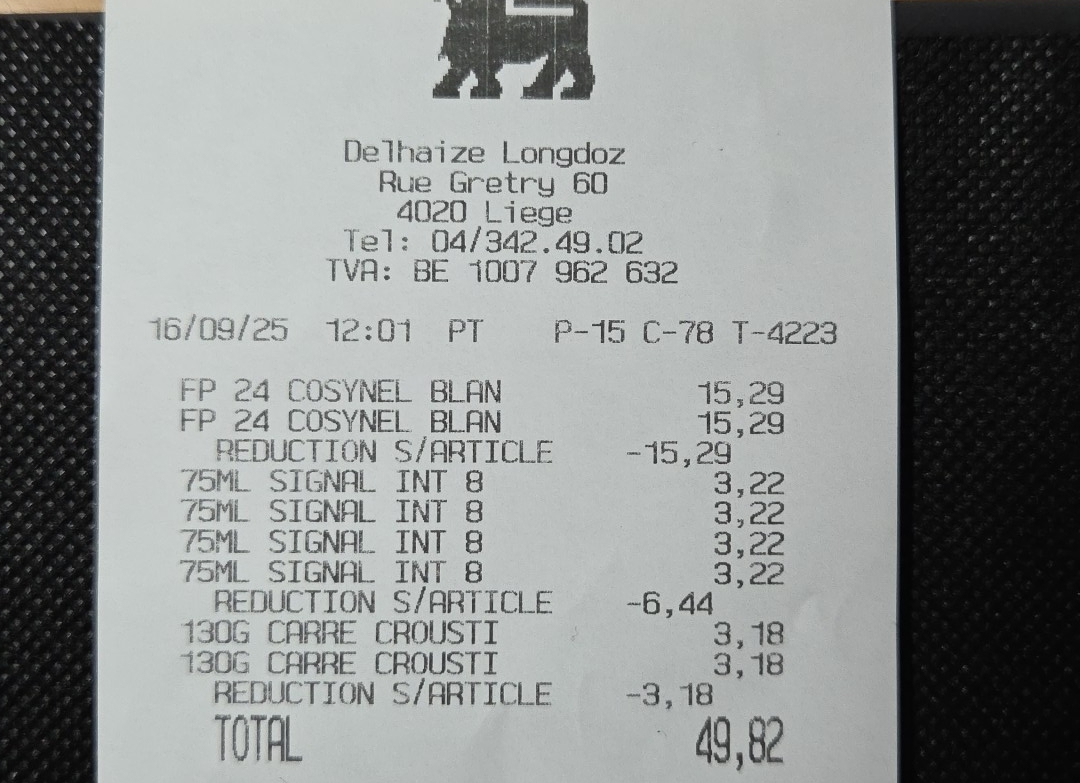 Delhaize Longdoz
Rue Gretry 60
4020 Liege
Tel: 04/342.49.02
TVA: BE 1007 962 632
16/09/25 12:01 PT P-15 C-78 T-4223
FP 24 COSYNEL BLAN 15,29
FP 24 COSYNEL BLAN 15,29
REDUCTION S/ARTICLE -15,29
75ML SIGNAL INT 8 3,22
75ML SIGNAL INT 8 3,22
75ML SIGNAL INT 8 3,22
75ML SIGNAL INT 8 3,22
REDUCTION S/ARTICLE -6,44
130G CARRE CROUSTI 3,18
130G CARRE CROUSTI 3,18
REDUCTION S/ARTICLE -3,18
TOTAL 49,82